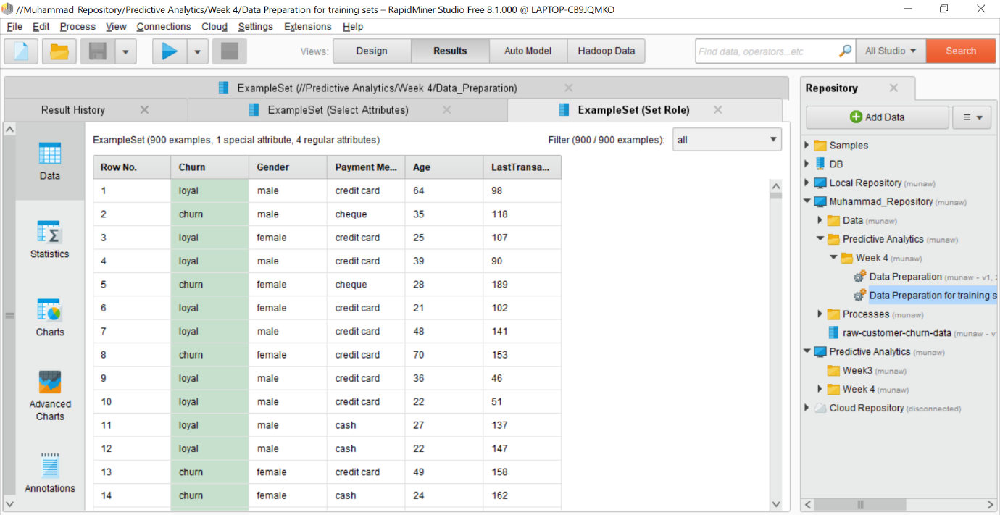 //Muhammad_Repository/Predictive Analytics/Week 4/Data Preparation for training sets – RapidMiner Studio Free 8.1.000 @ LAPTOP-CB9JQMKO
File Edit Process View Connections Cloud Settings Extensions Help
Views: Design Results Auto Model Hadoop Data Find data, operators...etc All Studio Search
ExampleSet (//Predictive Analytics/Week 4/Data_Preparation)
Result History ExampleSet (Select Attributes) ExampleSet (Set Role)
Data
Statistics
Charts
Advanced
Charts
Annotations
ExampleSet (900 examples, 1 special attribute, 4 regular attributes) Filter (900 / 900 examples): all
Row No. Churn Gender Payment Me... Age LastTransa...
1 loyal male credit card 64 98
2 churn male cheque 35 118
3 loyal female credit card 25 107
4 loyal male credit card 39 90
5 churn female cheque 28 189
6 loyal female credit card 21 102
7 loyal male credit card 48 141
8 churn female credit card 70 153
9 loyal male credit card 36 46
10 loyal male credit card 22 51
11 loyal male cash 27 137
12 loyal male cash 22 147
13 churn female credit card 49 158
14 churn female cash 24 162
Repository
Add Data
Samples
DB
Local Repository (munaw)
Muhammad_Repository (munaw)
Data (munaw)
Predictive Analytics (munaw)
Week 4 (munaw)
Data Preparation (munaw – v1, 
Data Preparation for training s
Processes (munaw)
raw-customer-churn-data (munaw – v
Predictive Analytics (munaw)
Week3 (munaw)
Week 4 (munaw)
Cloud Repository (disconnected)